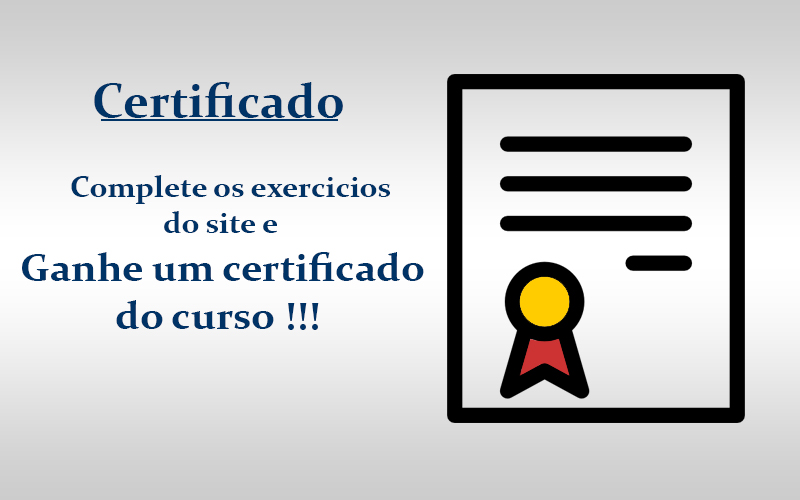 Certificado
Complete os exercicios
do site e
Ganhe um certificado
do curso !!!